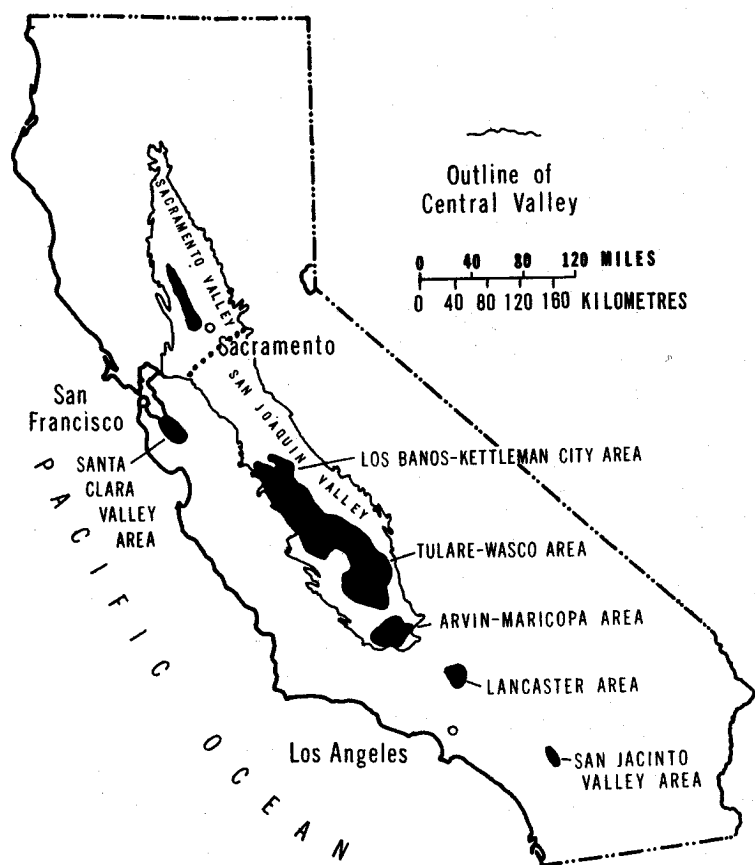 Outline of
Central Valley
0 40 80 120 MILES
0 40 80 120 160 KILOMETRES
SACRAMENTO VALLEY
Sacramento
San
Francisco
SAN JOAQUIN VALLEY
SANTA
CLARA
VALLEY
AREA
LOS BANOS-KETTLEMAN CITY AREA
TULARE-WASCO AREA
ARVIN-MARICOPA AREA
LANCASTER AREA
Los Angeles
SAN JACINTO
VALLEY AREA
PACIFIC OCEAN